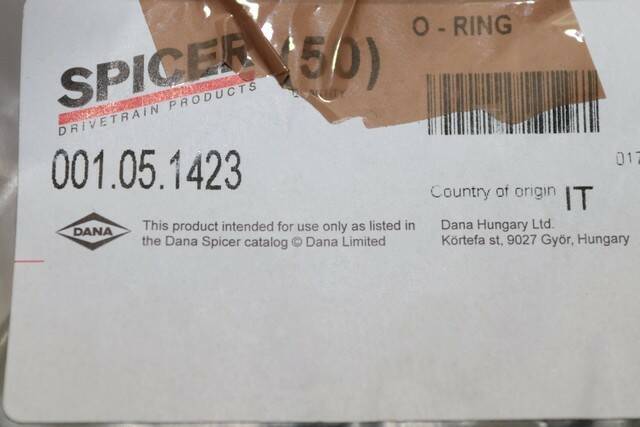 SPICER
(50)
O - RING
DRIVETRAIN PRODUCTS
001.05.1423
017
Country of origin IT
DANA
This product intended for use only as listed in
the Dana Spicer catalog © Dana Limited
Dana Hungary Ltd.
Körtefa st, 9027 Györ, Hungary